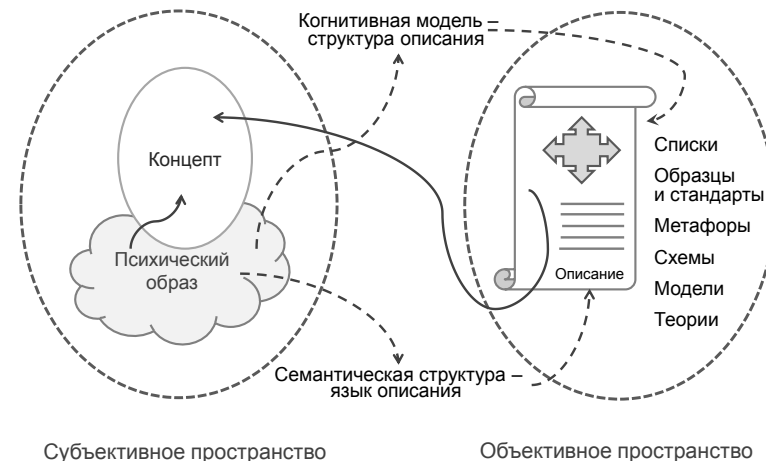 Когнитивная модель –
структура описания
Концепт
Психический
образ
Списки
Образцы
и стандарты
Метафоры
Схемы
Модели
Теории
Описание
Семантическая структура –
язык описания
Субъективное пространство
Объективное пространство